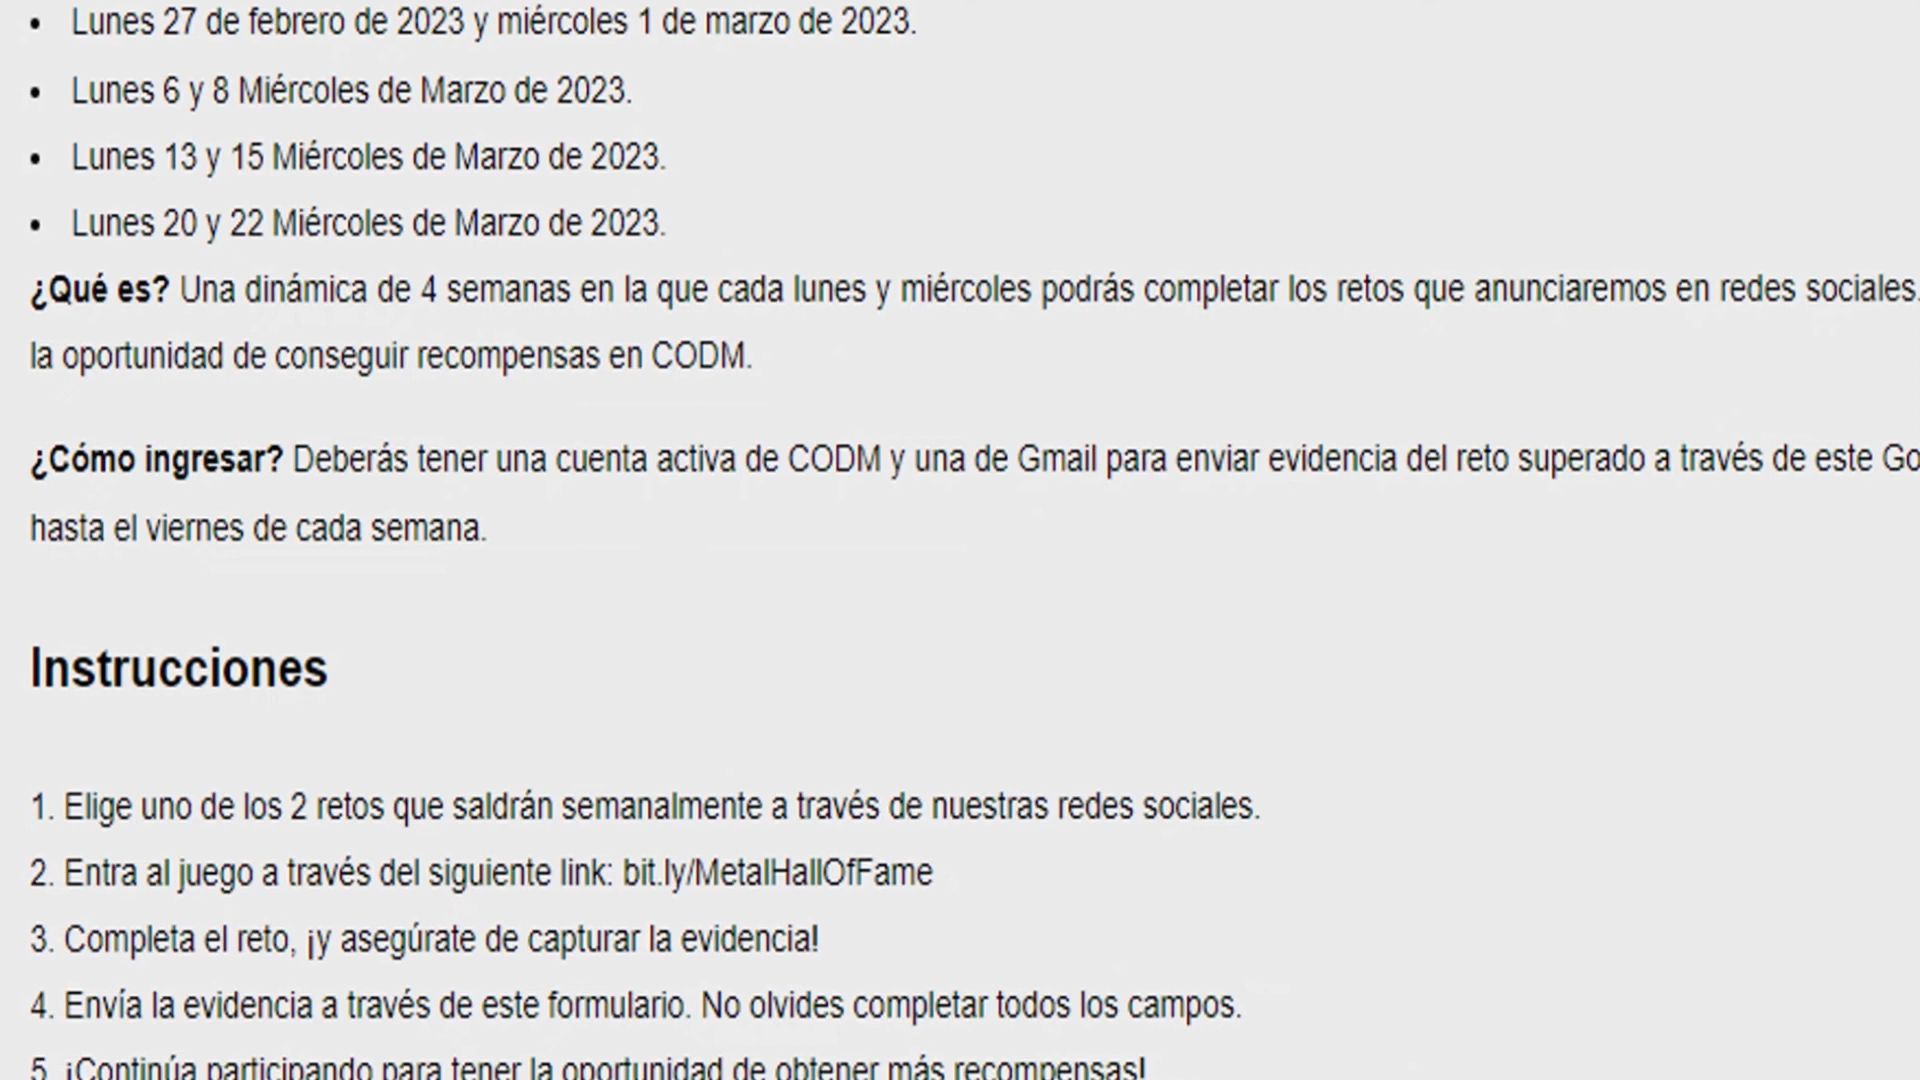 • Lunes 27 de febrero de 2023 y miércoles 1 de marzo de 2023.
• Lunes 6 y 8 Miércoles de Marzo de 2023.
• Lunes 13 y 15 Miércoles de Marzo de 2023.
• Lunes 20 y 22 Miércoles de Marzo de 2023.
¿Qué es? Una dinámica de 4 semanas en la que cada lunes y miércoles podrás completar los retos que anunciaremos en redes sociales.
la oportunidad de conseguir recompensas en CODM.
¿Cómo ingresar? Deberás tener una cuenta activa de CODM y una de Gmail para enviar evidencia del reto superado a través de este Go
hasta el viernes de cada semana.
Instrucciones
1. Elige uno de los 2 retos que saldrán semanalmente a través de nuestras redes sociales.
2. Entra al juego a través del siguiente link: bit.ly/MetalHallOfFame
3. Completa el reto, ¡y asegúrate de capturar la evidencia!
4. Envía la evidencia a través de este formulario. No olvides completar todos los campos.
5. ¡Continúa participando para tener la oportunidad de obtener más recompensas!